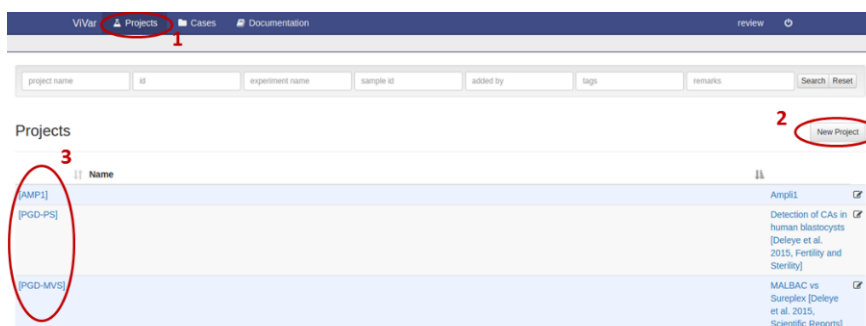 ViVar Projects Cases Documentation review
1
project name id experiment name sample id added by tags remarks Search Reset
Projects
2
New Project
3
Name
[AMP1] Ampli1
[PGD-PS] Detection of CAs in
human blastocysts
[Deleye et al.
2015, Fertility and
Sterility]
[PGD-MVS] MALBAC vs
Sureplex [Deleye
et al. 2015,
Scientific Reports]